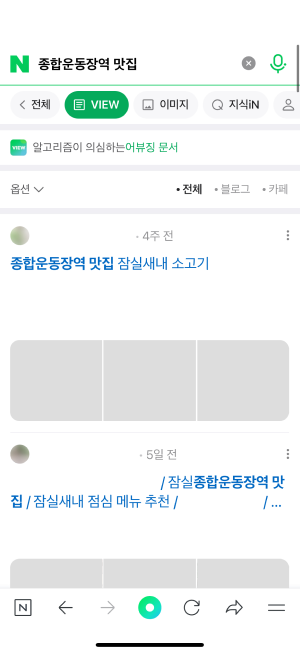 N 종합운동장역 맛집
전체 VIEW 이미지 지식iN
VIEW 알고리즘이 의심하는어뷰징 문서
옵션 •전체 •블로그 •카페
· 4주 전
종합운동장역 맛집 잠실새내 소고기
· 5일 전
/ 잠실종합운동장역 맛
집 / 잠실새내 점심 메뉴 추천 / / ...
N